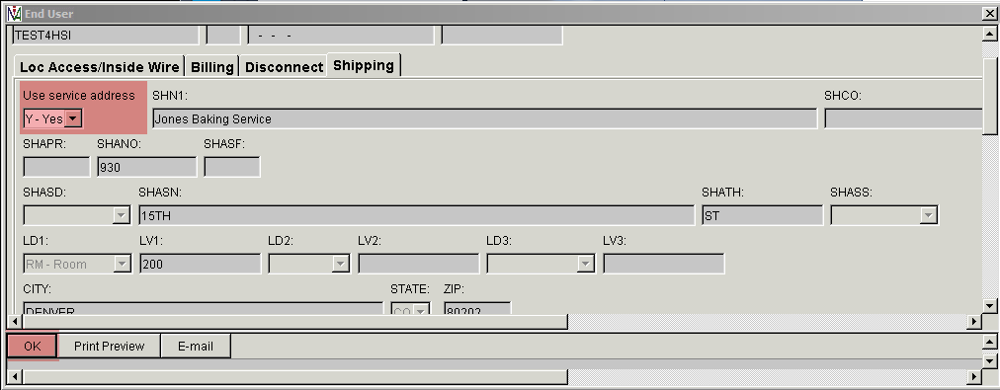 End User
TEST4HSI - - -
Loc Access/Inside Wire Billing Disconnect Shipping
Use service address SHN1: SHCO:
Y - Yes Jones Baking Service
SHAPR: SHANO: SHASF:
930
SHASD: SHASN: SHATH: SHASS:
15TH ST
LD1: LV1: LD2: LV2: LD3: LV3:
RM - Room 200
CITY: STATE: ZIP:
DENVER CO 80202
OK Print Preview E-mail